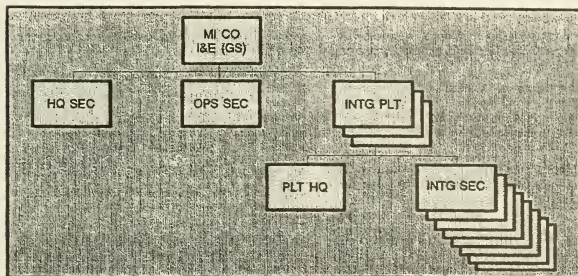 MI CO
I&E (GS)
HQ SEC
OPS SEC
INTG PLT
PLT HQ
INTG SEC